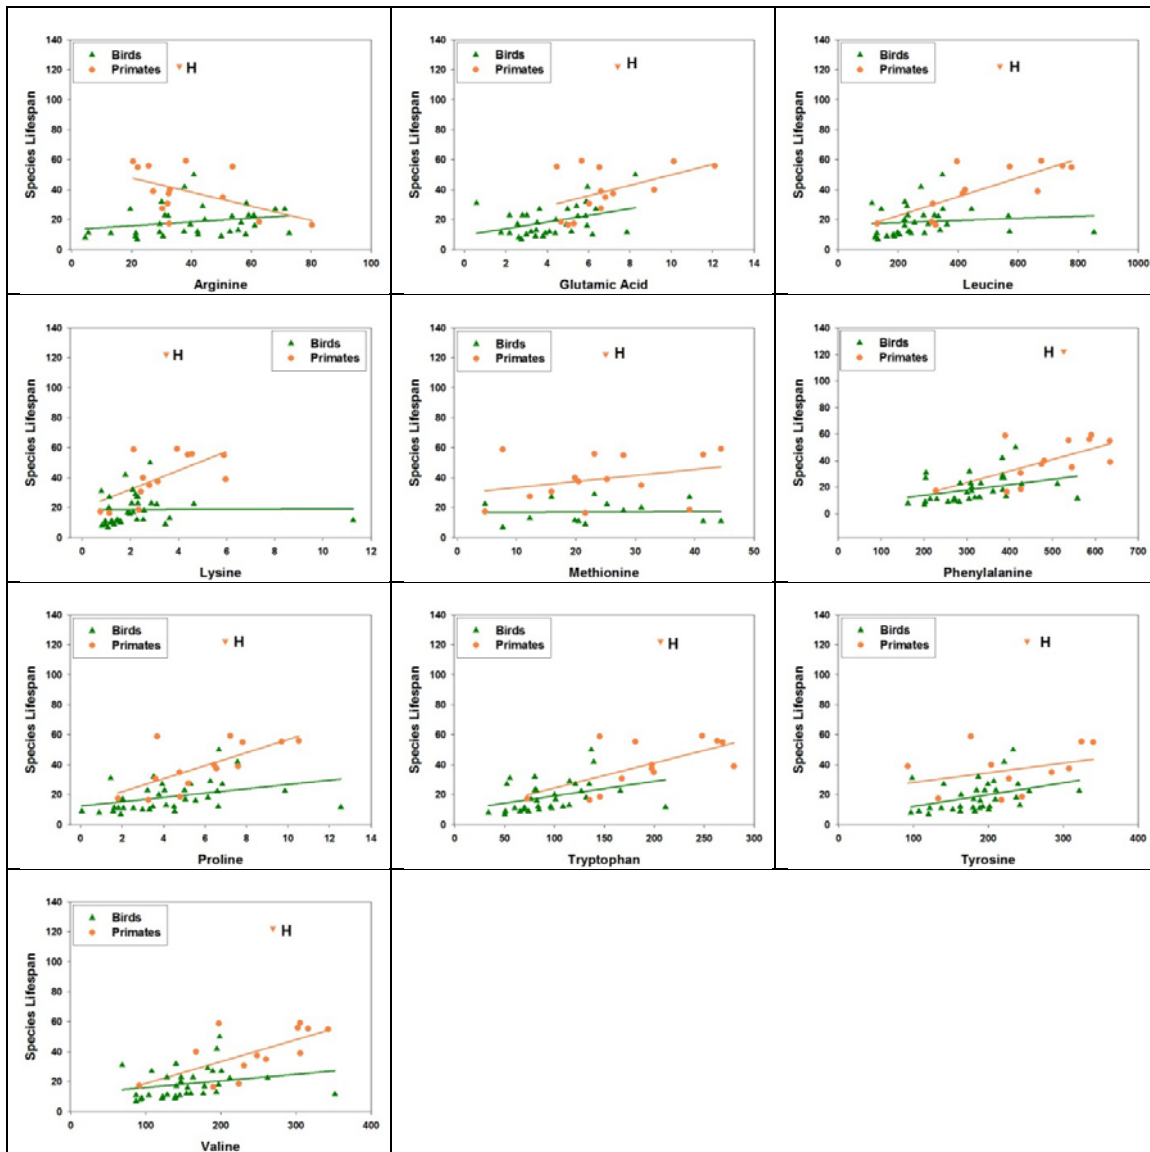 140
120
100
80
60
40
20
0
Species Lifespan
Birds
Primates
H
0 20 40 60 80 100
Arginine
140
120
100
80
60
40
20
0
Species Lifespan
Birds
Primates
H
0 2 4 6 8 10 12 14
Glutamic Acid
140
120
100
80
60
40
20
0
Species Lifespan
Birds
Primates
H
0 200 400 600 800 1000
Leucine
140
120
100
80
60
40
20
0
Species Lifespan
H
Birds
Primates
0 2 4 6 8 10 12
Lysine
140
120
100
80
60
40
20
0
Species Lifespan
Birds
Primates
H
0 10 20 30 40 50
Methionine
140
120
100
80
60
40
20
0
Species Lifespan
Birds
Primates
H
0 100 200 300 400 500 600 700
Phenylalanine
140
120
100
80
60
40
20
0
Species Lifespan
Birds
Primates
H
0 2 4 6 8 10 12 14
Proline
140
120
100
80
60
40
20
0
Species Lifespan
Birds
Primates
H
0 50 100 150 200 250 300
Tryptophan
140
120
100
80
60
40
20
0
Species Lifespan
Birds
Primates
H
0 100 200 300 400
Tyrosine
140
120
100
80
60
40
20
0
Species Lifespan
Birds
Primates
H
0 100 200 300 400
Valine